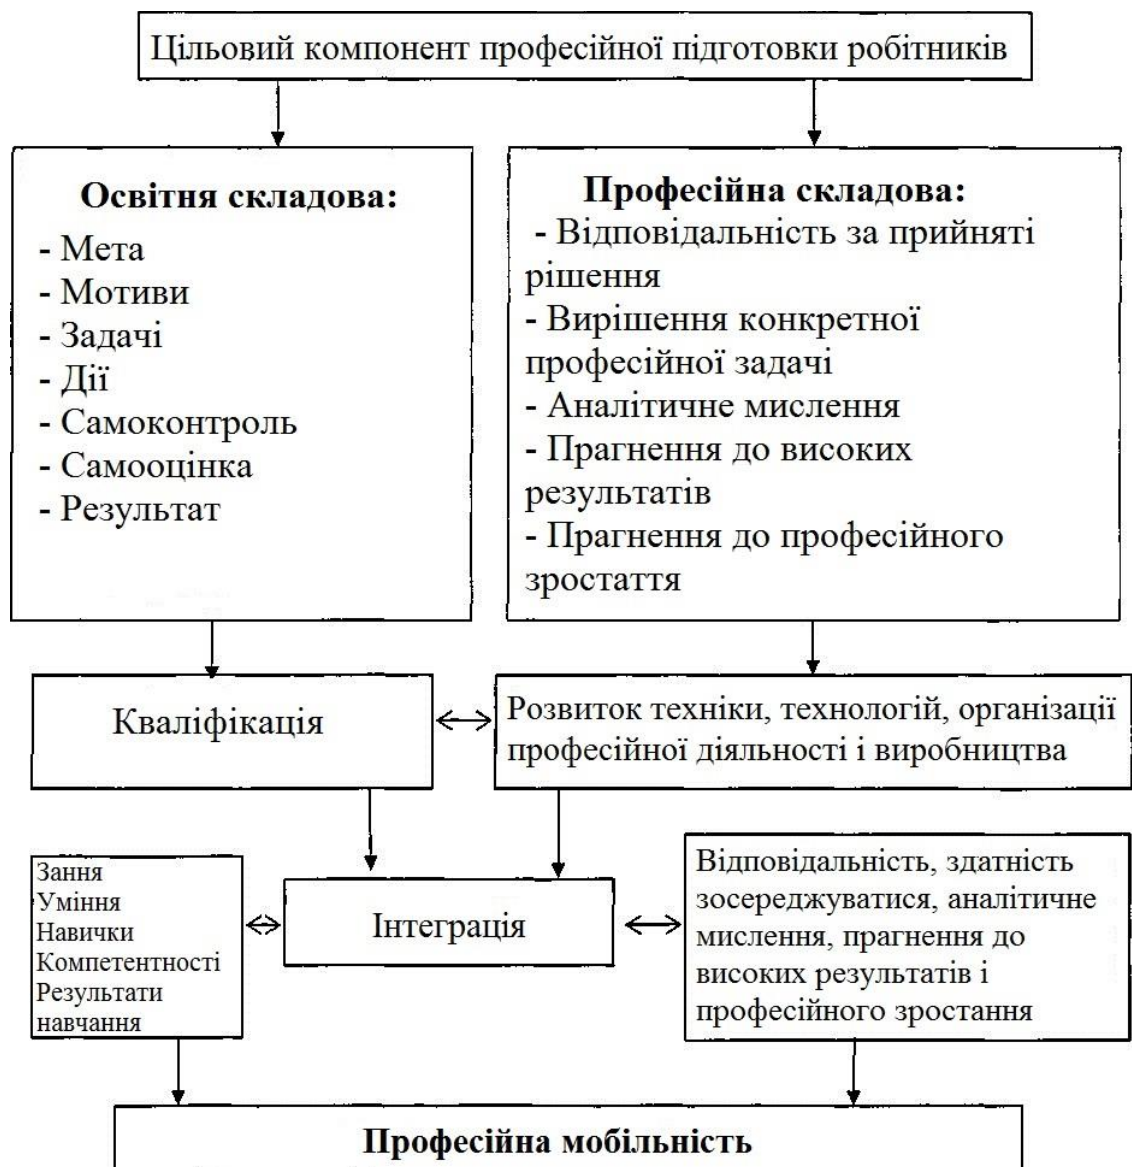 Цільовий компонент професійної підготовки робітників
Освітня складова:
- Мета
- Мотиви
- Задачі
- Дії
- Самоконтроль
- Самооцінка
- Результат
Професійна складова:
- Відповідальність за прийняті
рішення
- Вирішення конкретної
професійної задачі
- Аналітичне мислення
- Прагнення до високих
результатів
- Прагнення до професійного
зростаття
Кваліфікація
Розвиток техніки, технологій, організації
професійної діяльності і виробництва
Зання
Уміння
Навички
Компетентності
Результати
навчання
Інтеграція
Відповідальність, здатність
зосереджуватися, аналітичне
мислення, прагнення до
високих результатів і
професійного зростання
Професійна мобільність